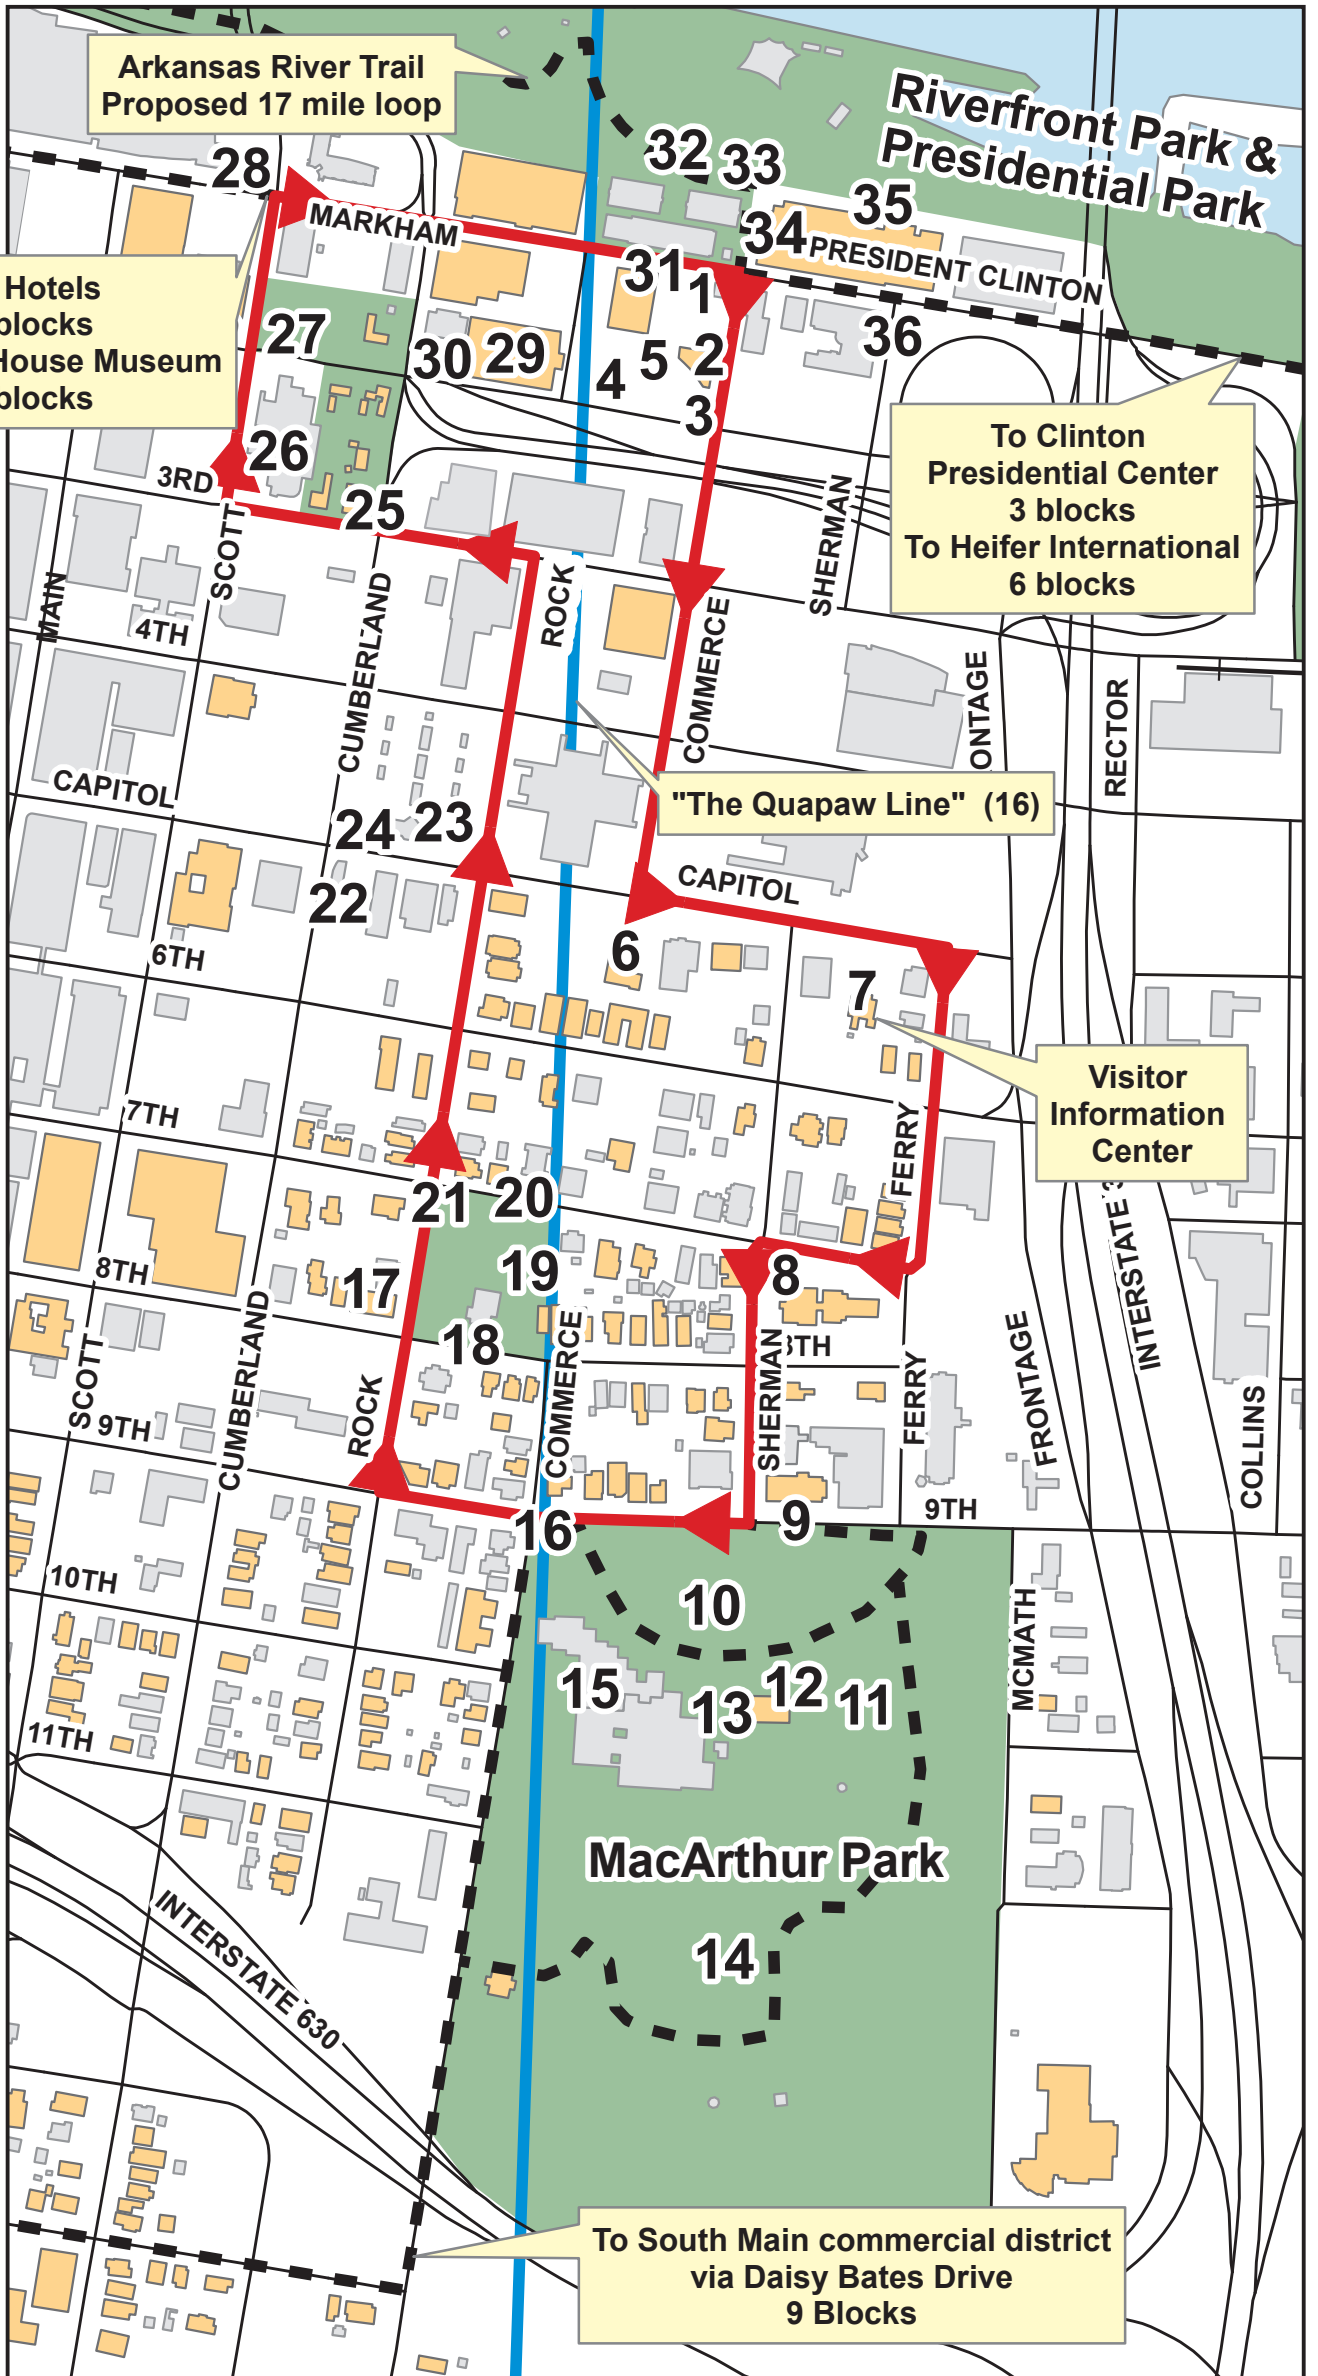 Arkansas River Trail
Proposed 17 mile loop
Riverfront Park &
Presidential Park
28
32
33
35
34
MARKHAM
PRESIDENT CLINTON
31
1
Hotels
blocks
House Museum
blocks
27
30
29
4
5
2
36
3
To Clinton
Presidential Center
3 blocks
To Heifer International
6 blocks
26
3RD
25
SCOTT
SHERMAN
MAIN
4TH
CUMBERLAND
ROCK
COMMERCE
ONTAGE
RECTOR
CAPITOL
"The Quapaw Line" (16)
24
23
22
CAPITOL
6TH
6
7
Visitor
Information
Center
7TH
FERRY
21
20
INTERSTATE 3
8TH
17
19
8
18
SCOTT
CUMBERLAND
ROCK
COMMERCE
SHERMAN
8TH
FERRY
FRONTAGE
INTERSTATE
COLLINS
9TH
16
9
9TH
10TH
10
MCMATH
15
13
12
11
11TH
MacArthur Park
INTERSTATE 630
14
To South Main commercial district
via Daisy Bates Drive
9 Blocks